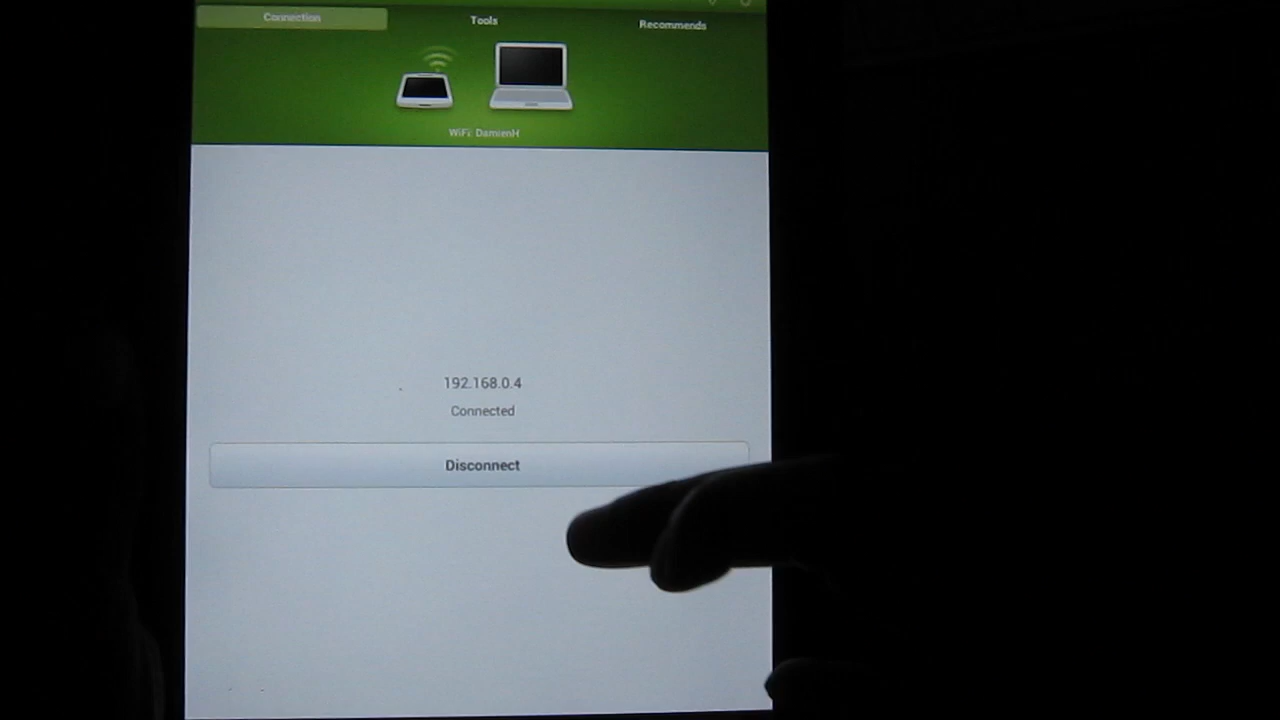 Connection Tools Recommends
WiFi: DamienH
192.168.0.4
Connected
Disconnect